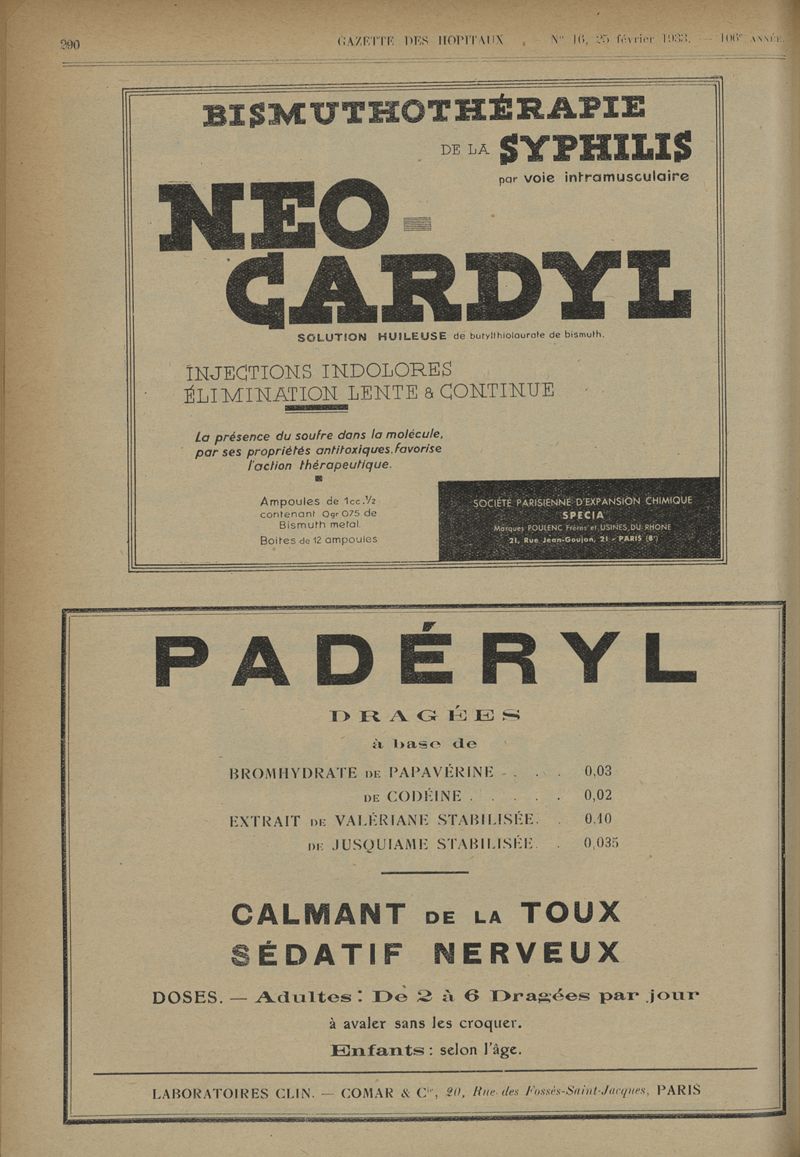 290 GAZETTE DES HOPITAUX , N° 16, 25 février 1933. — 106e ANNÉE.
BISMUTHOTHÉRAPIE
DE LA SYPHILIS
par voie intramusculaire
NEO-
CARDYL
SOLUTION HUILEUSE de butylthiolaurate de bismuth.
INJECTIONS INDOLORES
ÉLIMINATION LENTE & CONTINUE
La présence du soufre dans la molécule,
par ses propriétés antitoxiques, favorise
l'action thérapeutique.
Ampoules de 1cc.½
contenant 0gr 075 de
Bismuth métal.
Boites de 12 ampoules
SOCIÉTÉ PARISIENNE D'EXPANSION CHIMIQUE
SPECIA
Marques POULENC Frères et USINES DU RHONE
21, Rue Jean-Goujon, 21 - PARIS (8e)
PADÉRYL
DRAGÉES
à base de
BROMHYDRATE DE PAPAVÉRINE - . . . 0,03
DE CODÉINE . . . . . 0,02
EXTRAIT DE VALÉRIANE STABILISÉE. . 0,10
DE JUSQUIAME STABILISÉE. . 0,035
CALMANT DE LA TOUX
SÉDATIF NERVEUX
DOSES. — Adultes : De 2 à 6 Dragées par jour
à avaler sans les croquer.
Enfants : selon l'âge.
LABORATOIRES CLIN. — COMAR & Cie, 20, Rue des Fossés-Saint-Jacques, PARIS